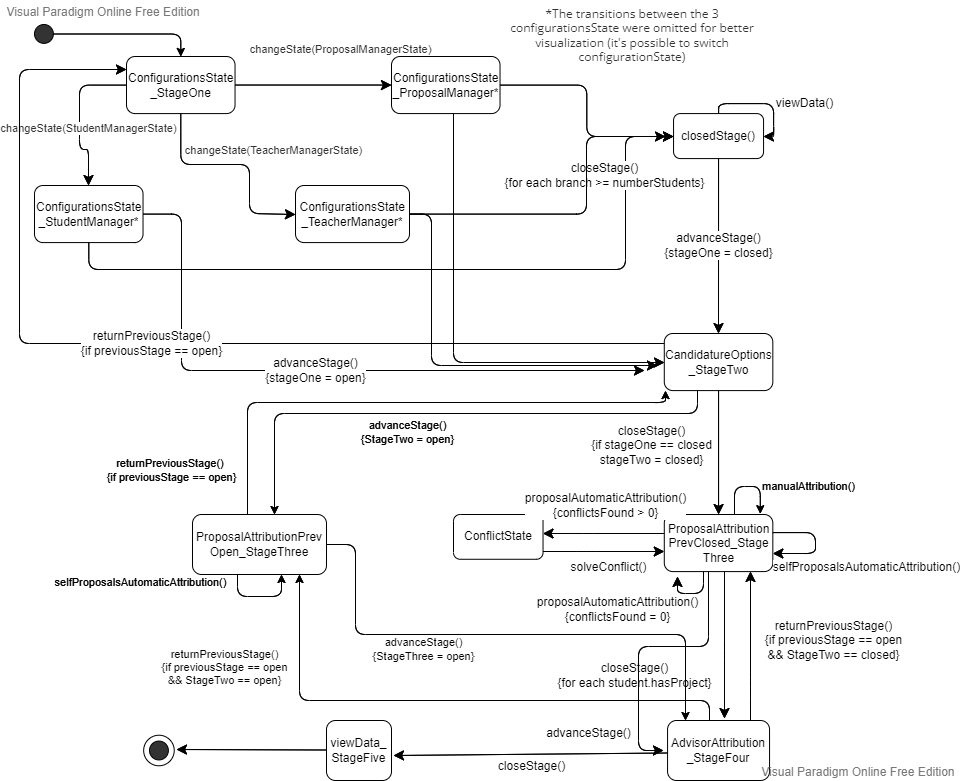 Visual Paradigm Online Free Edition
*The transitions between the 3
configurationsState were omitted for better
visualization (it's possible to switch
configurationState)
changeState(ProposalManagerState)
ConfigurationsState
_StageOne
ConfigurationsState
_ProposalManager*
viewData()
closedStage()
changeState(StudentManagerState)
changeState(TeacherManagerState)
closeStage()
{for each branch >= numberStudents}
ConfigurationsState
_StudentManager*
ConfigurationsState
_TeacherManager*
advanceStage()
{stageOne = closed}
returnPreviousStage()
{if previousStage == open}
advanceStage()
{stageOne = open}
CandidatureOptions
_StageTwo
advanceStage()
{StageTwo = open}
closeStage()
{if stageOne == closed
stageTwo = closed}
returnPreviousStage()
{if previousStage == open}
manualAttribution()
proposalAutomaticAttribution()
{conflictsFound > 0}
ProposalAttributionPrev
Open_StageThree
ConflictState
ProposalAttribution
PrevClosed_Stage
Three
solveConflict()
selfProposalsAutomaticAttribution()
selfProposalsAutomaticAttribution()
proposalAutomaticAttribution()
{conflictsFound = 0}
advanceStage()
{StageThree = open}
returnPreviousStage()
{if previousStage == open
&& StageTwo == closed}
returnPreviousStage()
{if previousStage == open
&& StageTwo == open}
closeStage()
{for each student.hasProject}
advanceStage()
viewData_
StageFive
AdvisorAttribution
_StageFour
closeStage()
Visual Paradigm Online Free Edition